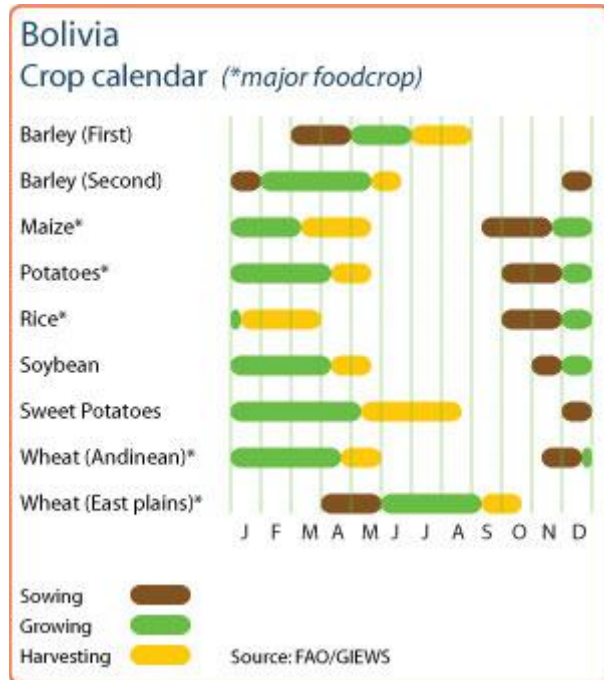 Bolivia
Crop calendar (*major foodcrop)
Barley (First)
Barley (Second)
Maize*
Potatoes*
Rice*
Soybean
Sweet Potatoes
Wheat (Andinean)*
Wheat (East plains)*
J F M A M J J A S O N D
Sowing
Growing
Harvesting Source: FAO/GIEWS